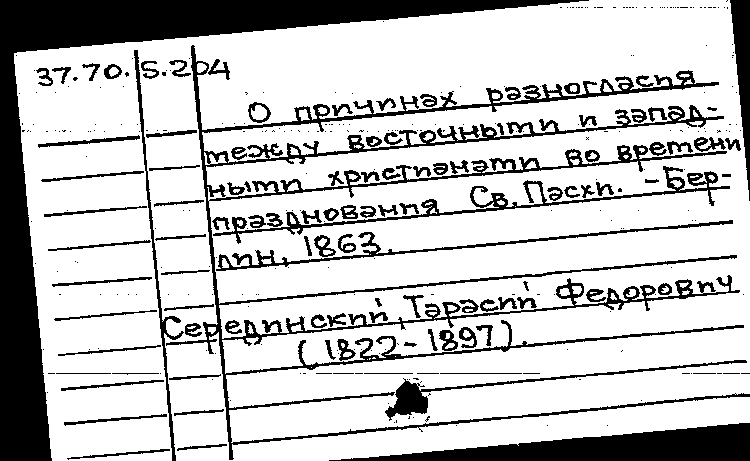 37.70.5.204
О причинах разногласия
между восточными и запад-
ными христианами во времени
празднования Св. Пасхи. - Бер-
лин, 1863.
Серединский, Тарасий Федорович
(1822-1897).